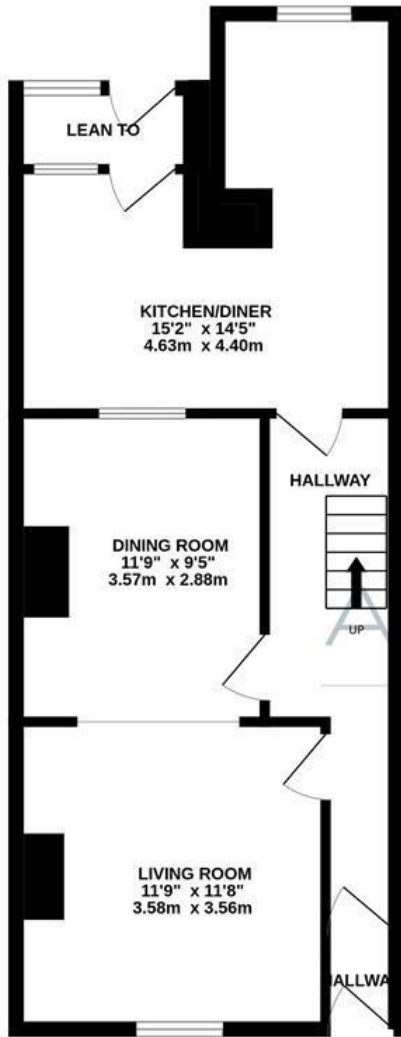 LEAN TO
KITCHEN/DINER
15'2" x 14'5"
4.63m x 4.40m
HALLWAY
DINING ROOM
11'9" x 9'5"
3.57m x 2.88m
UP
LIVING ROOM
11'9" x 11'8"
3.58m x 3.56m
HALLWA